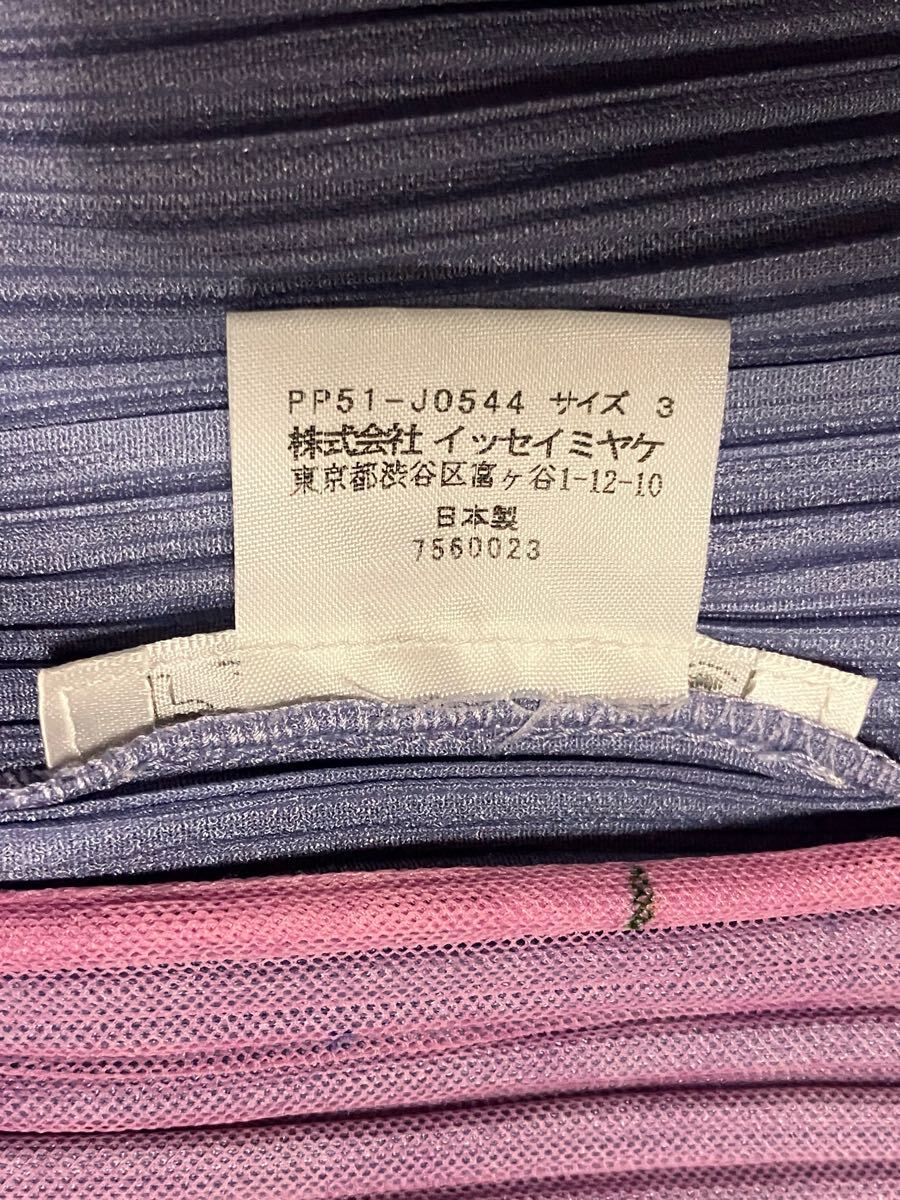 PP51-J0544 サイズ 3
株式会社 イッセイミヤケ
東京都渋谷区富ヶ谷1-12-10
日本製
7560023